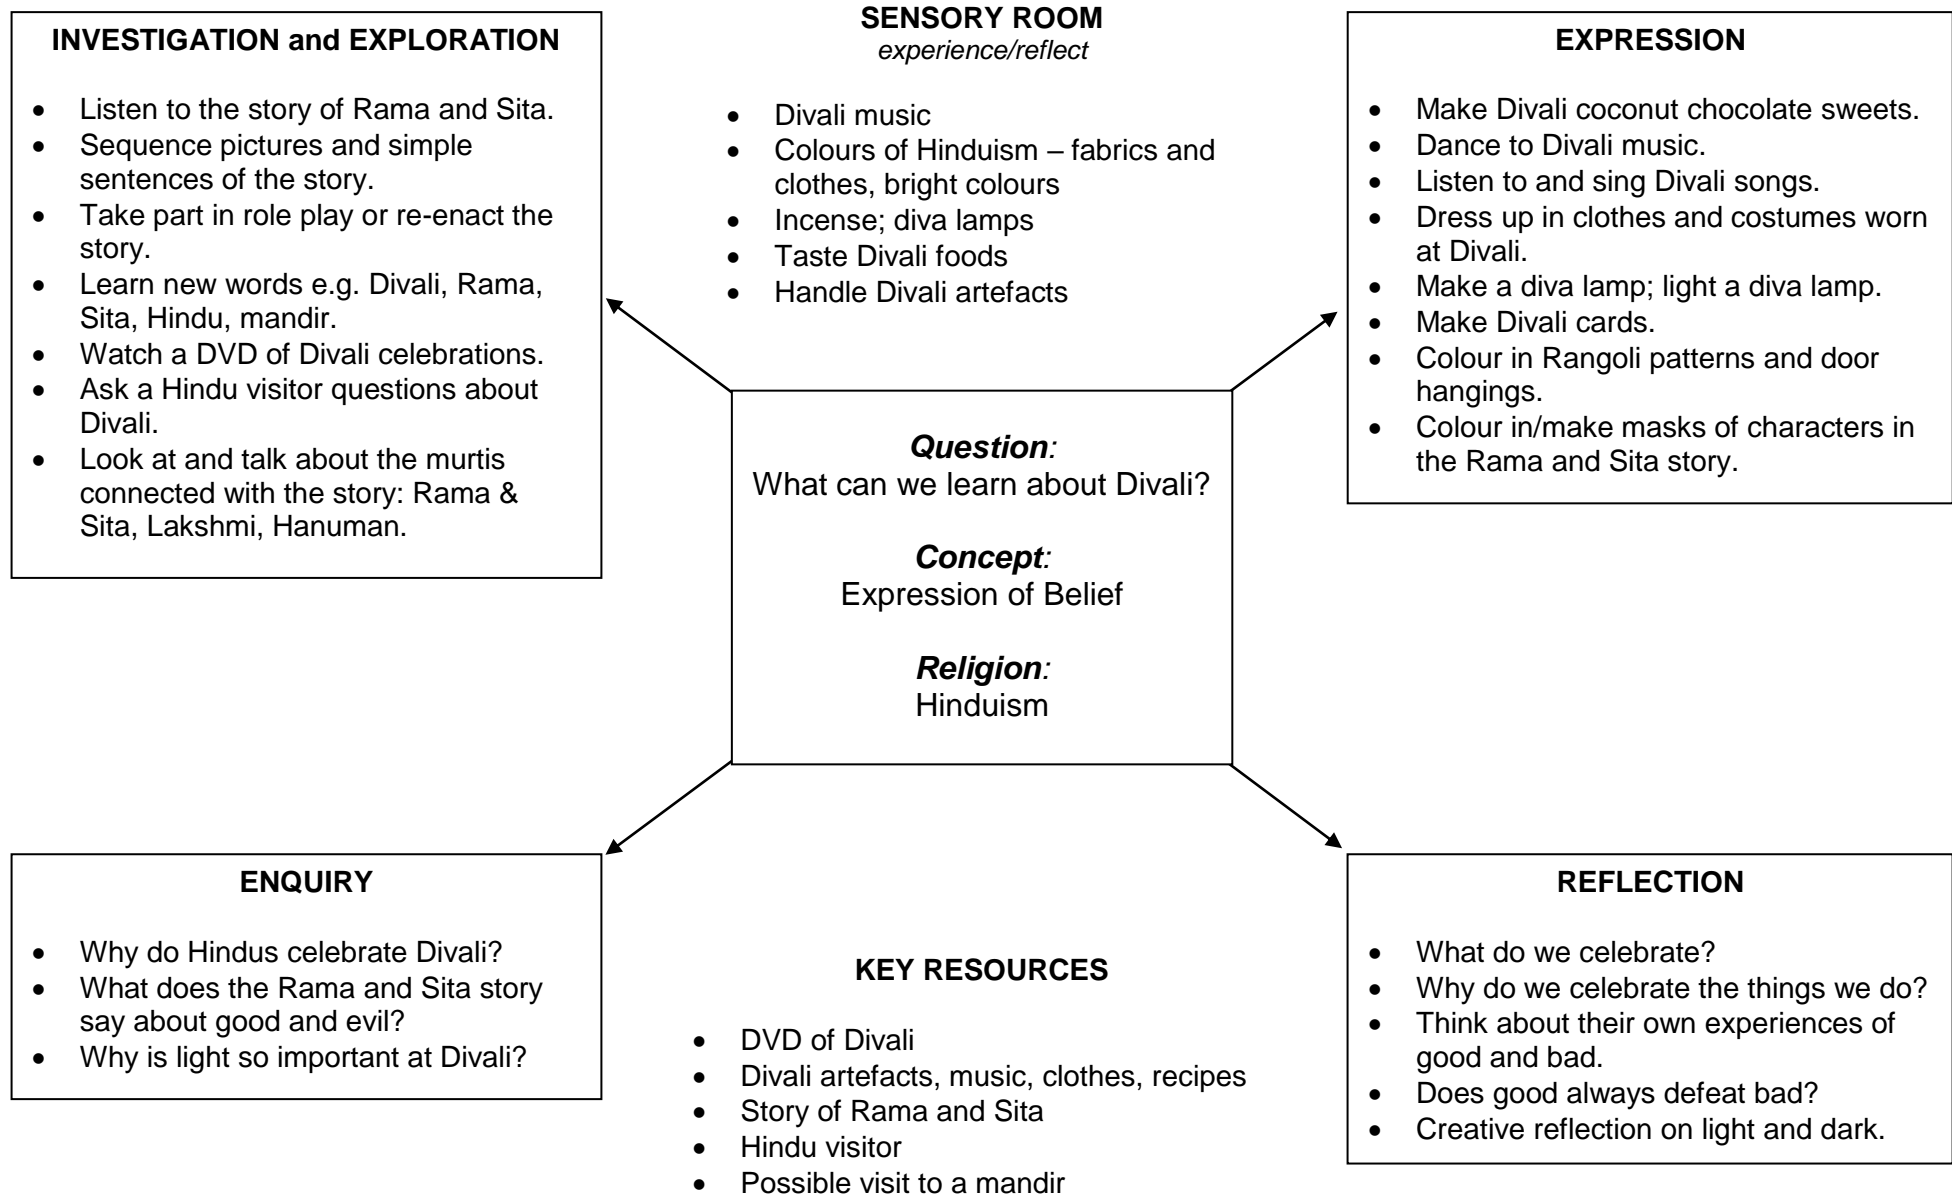 INVESTIGATION and EXPLORATION
• Listen to the story of Rama and Sita.
• Sequence pictures and simple
sentences of the story.
• Take part in role play or re-enact the
story.
• Learn new words e.g. Divali, Rama,
Sita, Hindu, mandir.
• Watch a DVD of Divali celebrations.
• Ask a Hindu visitor questions about
Divali.
• Look at and talk about the murtis
connected with the story: Rama &
Sita, Lakshmi, Hanuman.
SENSORY ROOM
experience/reflect
• Divali music
• Colours of Hinduism – fabrics and
clothes, bright colours
• Incense; diva lamps
• Taste Divali foods
• Handle Divali artefacts
EXPRESSION
• Make Divali coconut chocolate sweets.
• Dance to Divali music.
• Listen to and sing Divali songs.
• Dress up in clothes and costumes worn
at Divali.
• Make a diva lamp; light a diva lamp.
• Make Divali cards.
• Colour in Rangoli patterns and door
hangings.
• Colour in/make masks of characters in
the Rama and Sita story.
Question:
What can we learn about Divali?
Concept:
Expression of Belief
Religion:
Hinduism
ENQUIRY
• Why do Hindus celebrate Divali?
• What does the Rama and Sita story
say about good and evil?
• Why is light so important at Divali?
KEY RESOURCES
• DVD of Divali
• Divali artefacts, music, clothes, recipes
• Story of Rama and Sita
• Hindu visitor
• Possible visit to a mandir
REFLECTION
• What do we celebrate?
• Why do we celebrate the things we do?
• Think about their own experiences of
good and bad.
• Does good always defeat bad?
• Creative reflection on light and dark.